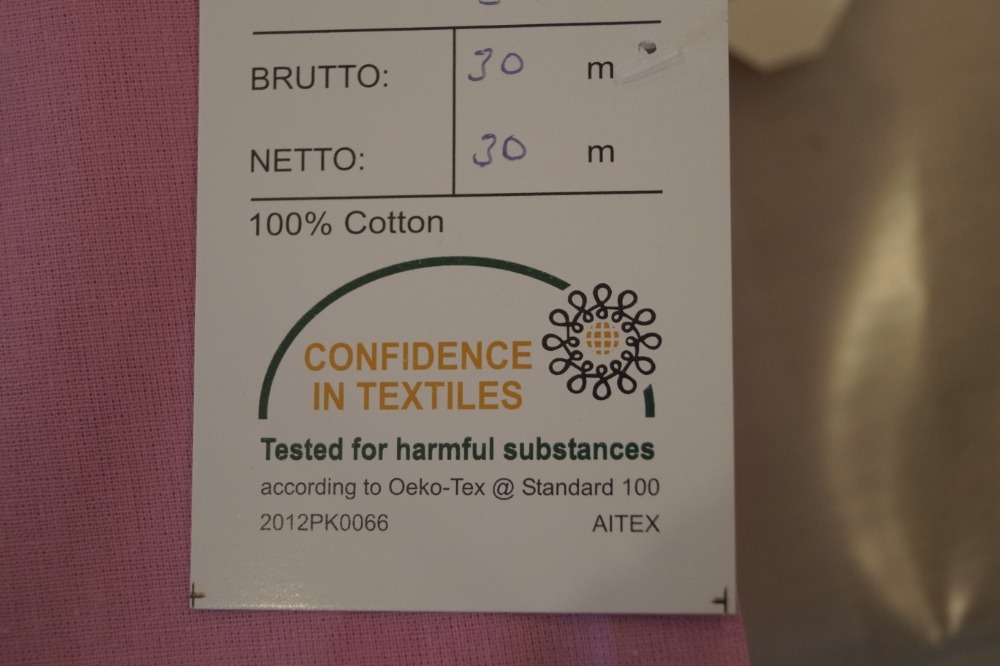 BRUTTO: 30 m
NETTO: 30 m
100% Cotton
CONFIDENCE
IN TEXTILES
Tested for harmful substances
according to Oeko-Tex @ Standard 100
2012PK0066 AITEX